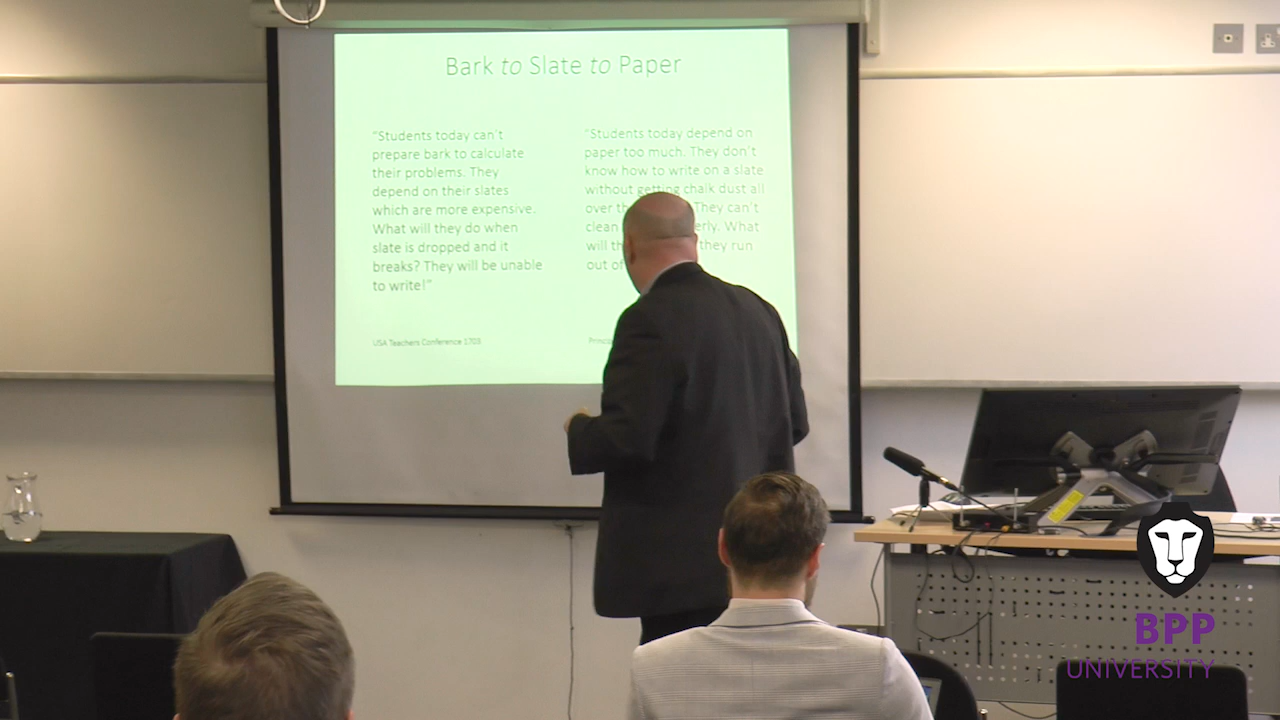 Bark to Slate to Paper
"Students today can't
prepare bark to calculate
their problems. They
depend on their slates
which are more expensive.
What will they do when
slate is dropped and it
breaks? They will be unable
to write!"
USA Teachers Conference 1703
"Students today depend on
paper too much. They don't
know how to write on a slate
without getting chalk dust all
over They can't
clean
will they run
out of
BPP
UNIVERSITY